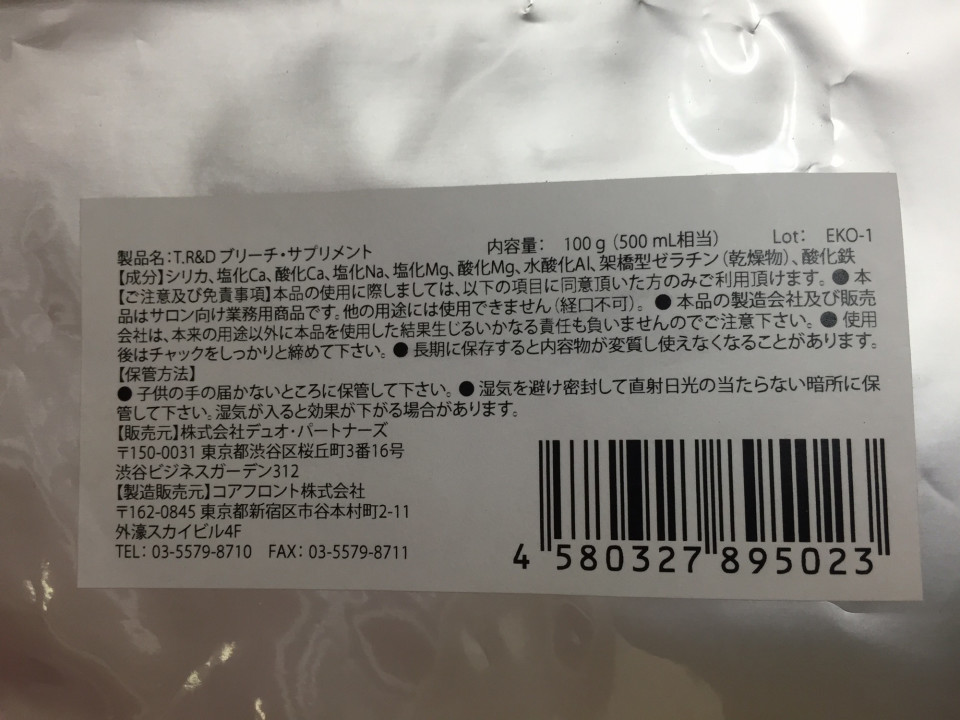 製品名：T.R&D ブリーチ・サプリメント 内容量： 100 g（500 mL相当） Lot： EKO-1
【成分】シリカ、塩化Ca、酸化Ca、塩化Na、塩化Mg、酸化Mg、水酸化Al、架橋型ゼラチン（乾燥物）、酸化鉄
【ご注意及び免責事項】本品の使用に際しましては、以下の項目に同意頂いた方のみご利用頂けます。● 本
品はサロン向け業務用商品です。他の用途には使用できません（経口不可）。● 本品の製造会社及び販売
会社は、本来の用途以外に本品を使用した結果生じるいかなる責任も負いませんのでご注意下さい。● 使用
後はチャックをしっかりと締めて下さい。● 長期に保存すると内容物が変質し使えなくなることがあります。
【保管方法】
● 子供の手の届かないところに保管して下さい。● 湿気を避け密封して直射日光の当たらない暗所に保
管して下さい。湿気が入ると効果が下がる場合があります。
【販売元】株式会社デュオ・パートナーズ
〒150-0031 東京都渋谷区桜丘町3番16号
渋谷ビジネスガーデン312
【製造販売元】コアフロント株式会社
〒162-0845 東京都新宿区市谷本村町2-11
外濠スカイビル4F
TEL： 03-5579-8710 FAX： 03-5579-8711
4 580327 895023